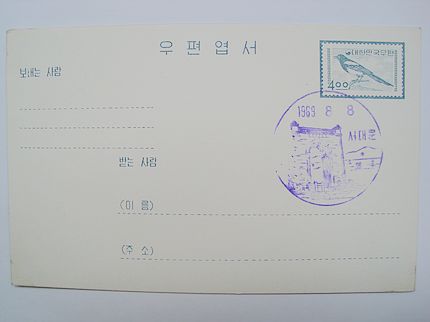 우편엽서
대한민국우표
4.00
보내는 사람
1969 8 8
서대문
받는 사람
(이 름)
(주 소)